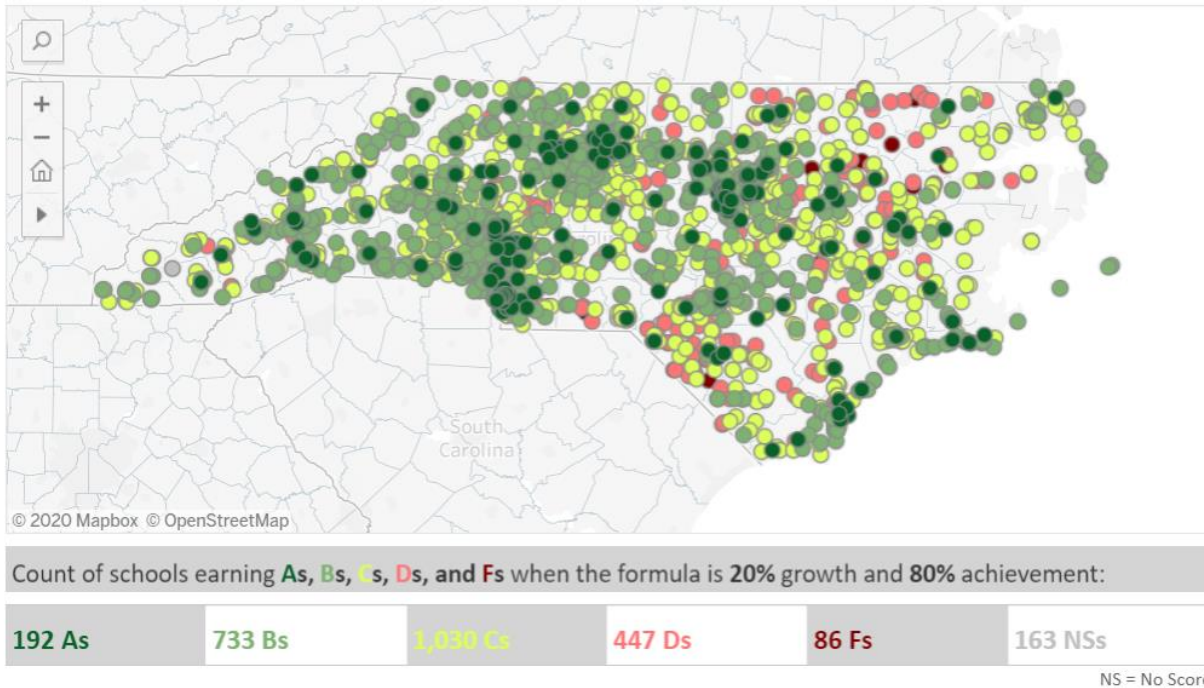 South
Carolina
© 2020 Mapbox © OpenStreetMap
Count of schools earning As, Bs, Cs, Ds, and Fs when the formula is 20% growth and 80% achievement:
192 As 733 Bs 1,030 Cs 447 Ds 86 Fs 163 NSs
NS = No Score